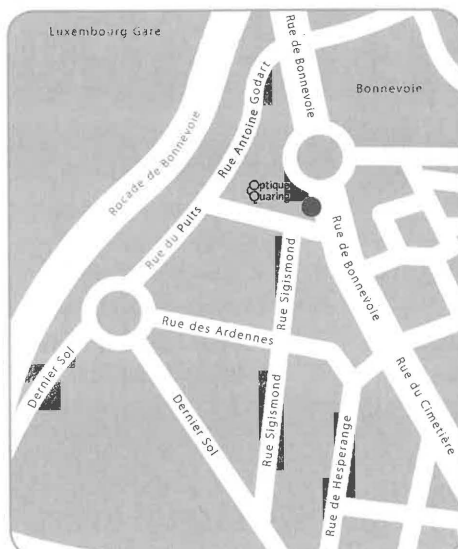 Luxembourg Gare
Rue de Bonnevoie
Bonnevoie
Rue Antoine Godart
Rocade de Bonnevoie
Optique
Quaring
Rue du Puits
Rue de Bonnevoie
Rue Sigismond
Rue des Ardennes
Dernier Sol
Dernier Sol
Rue Sigismond
Rue de Hesperange
Rue du Cimetière